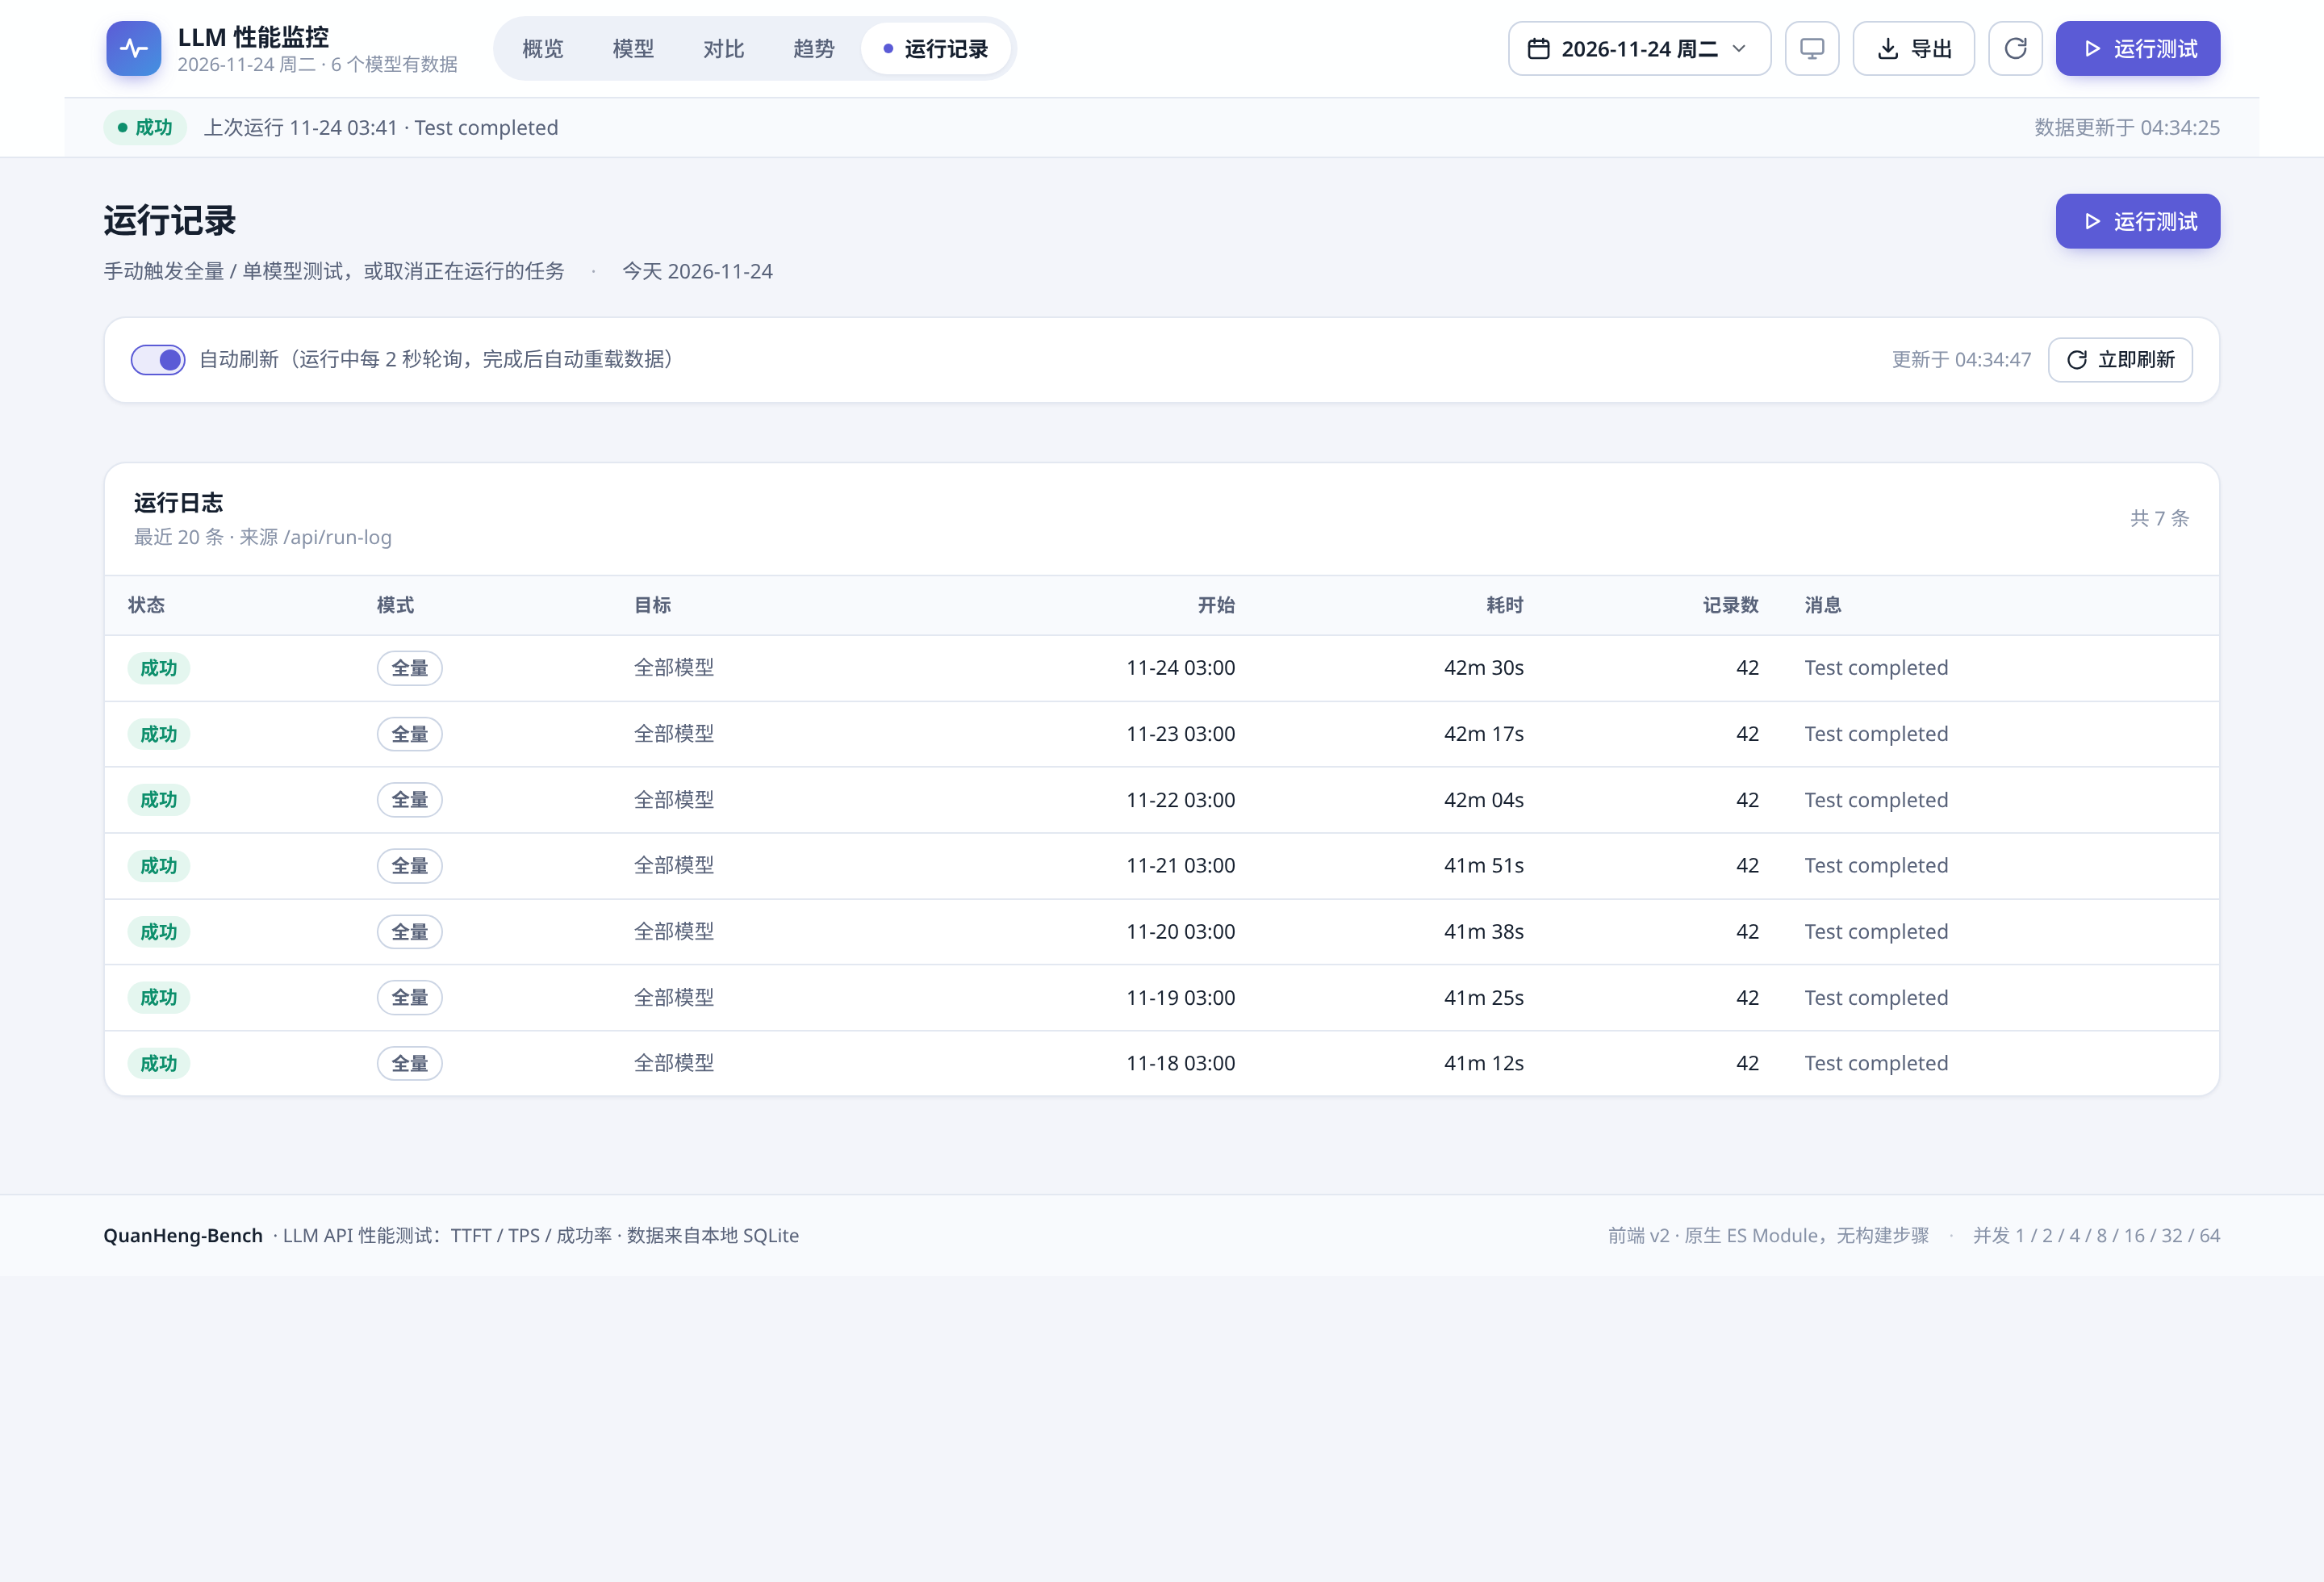 LLM 性能监控
2026-11-24 周二 · 6 个模型有数据
概览 模型 对比 趋势 运行记录
2026-11-24 周二 导出 运行测试
成功 上次运行 11-24 03:41 · Test completed 数据更新于 04:34:25
运行记录
运行测试
手动触发全量 / 单模型测试，或取消正在运行的任务 · 今天 2026-11-24
自动刷新（运行中每 2 秒轮询，完成后自动重载数据） 更新于 04:34:47 立即刷新
运行日志
最近 20 条 · 来源 /api/run-log
共 7 条
状态 模式 目标 开始 耗时 记录数 消息
成功 全量 全部模型 11-24 03:00 42m 30s 42 Test completed
成功 全量 全部模型 11-23 03:00 42m 17s 42 Test completed
成功 全量 全部模型 11-22 03:00 42m 04s 42 Test completed
成功 全量 全部模型 11-21 03:00 41m 51s 42 Test completed
成功 全量 全部模型 11-20 03:00 41m 38s 42 Test completed
成功 全量 全部模型 11-19 03:00 41m 25s 42 Test completed
成功 全量 全部模型 11-18 03:00 41m 12s 42 Test completed
QuanHeng-Bench · LLM API 性能测试：TTFT / TPS / 成功率 · 数据来自本地 SQLite
前端 v2 · 原生 ES Module，无构建步骤 · 并发 1 / 2 / 4 / 8 / 16 / 32 / 64